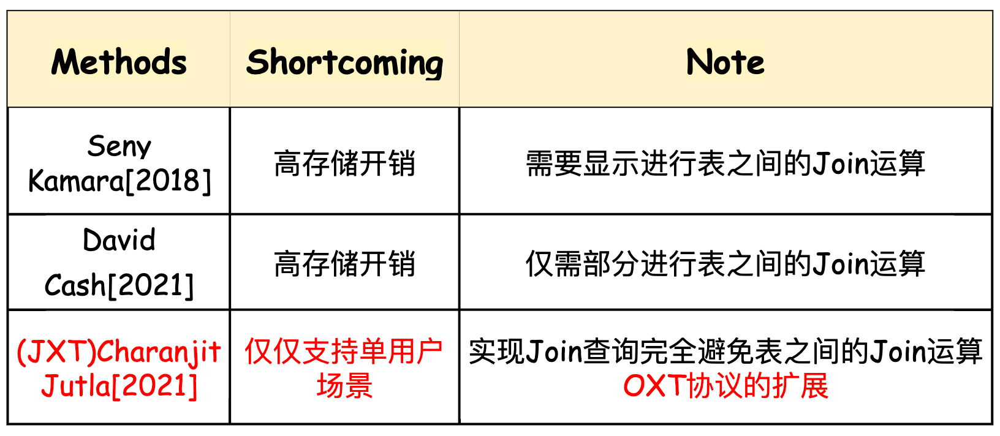 Methods
Shortcoming
Note
Seny
Kamara[2018]
高存储开销
需要显示进行表之间的Join运算
David
Cash[2021]
高存储开销
仅需部分进行表之间的Join运算
(JXT)Charanjit
Jutla[2021]
仅仅支持单用户
场景
实现Join查询完全避免表之间的Join运算
OXT协议的扩展